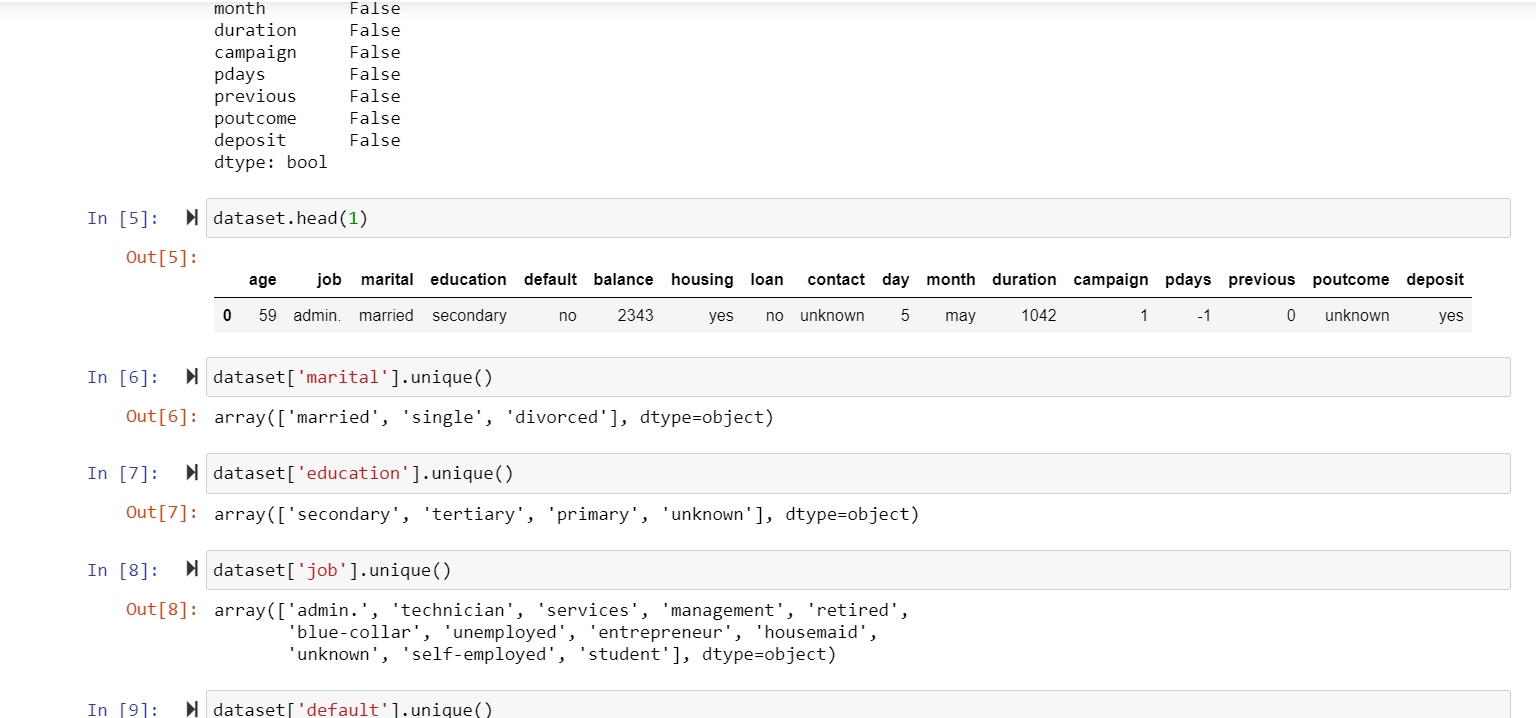 month False
duration False
campaign False
pdays False
previous False
poutcome False
deposit False
dtype: bool
In [5]: dataset.head(1)
Out[5]:
age job marital education default balance housing loan contact day month duration campaign pdays previous poutcome deposit
0 59 admin. married secondary no 2343 yes no unknown 5 may 1042 1 -1 0 unknown yes
In [6]: dataset['marital'].unique()
Out[6]: array(['married', 'single', 'divorced'], dtype=object)
In [7]: dataset['education'].unique()
Out[7]: array(['secondary', 'tertiary', 'primary', 'unknown'], dtype=object)
In [8]: dataset['job'].unique()
Out[8]: array(['admin.', 'technician', 'services', 'management', 'retired',
'blue-collar', 'unemployed', 'entrepreneur', 'housemaid',
'unknown', 'self-employed', 'student'], dtype=object)
In [9]: dataset['default'].unique()